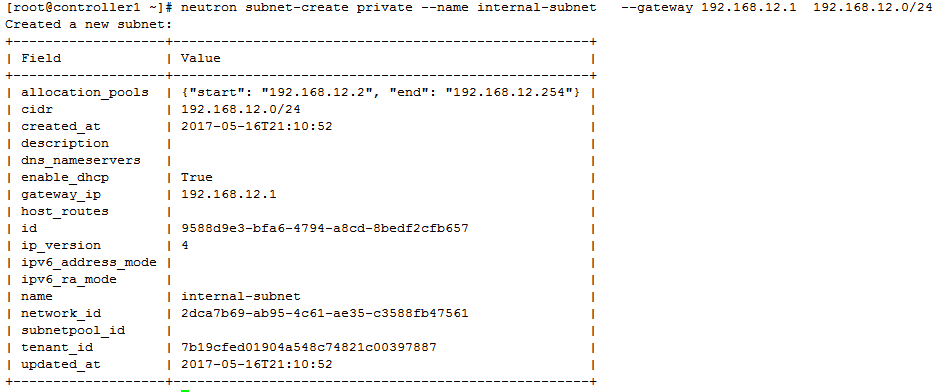 [root@controller1 ~]# neutron subnet-create private --name internal-subnet   --gateway 192.168.12.1  192.168.12.0/24
Created a new subnet:
+-------------------+--------------------------------------------------+
| Field             | Value                                            |
+-------------------+--------------------------------------------------+
| allocation_pools  | {"start": "192.168.12.2", "end": "192.168.12.254"} |
| cidr              | 192.168.12.0/24                                  |
| created_at        | 2017-05-16T21:10:52                              |
| description       |                                                  |
| dns_nameservers   |                                                  |
| enable_dhcp       | True                                             |
| gateway_ip        | 192.168.12.1                                     |
| host_routes       |                                                  |
| id                | 9588d9e3-bfa6-4794-a8cd-8bedf2cfb657             |
| ip_version        | 4                                                |
| ipv6_address_mode |                                                  |
| ipv6_ra_mode      |                                                  |
| name              | internal-subnet                                  |
| network_id        | 2dca7b69-ab95-4c61-ae35-c3588fb47561             |
| subnetpool_id     |                                                  |
| tenant_id         | 7b19cfed01904a548c74821c00397887                 |
| updated_at        | 2017-05-16T21:10:52                              |
+-------------------+--------------------------------------------------+